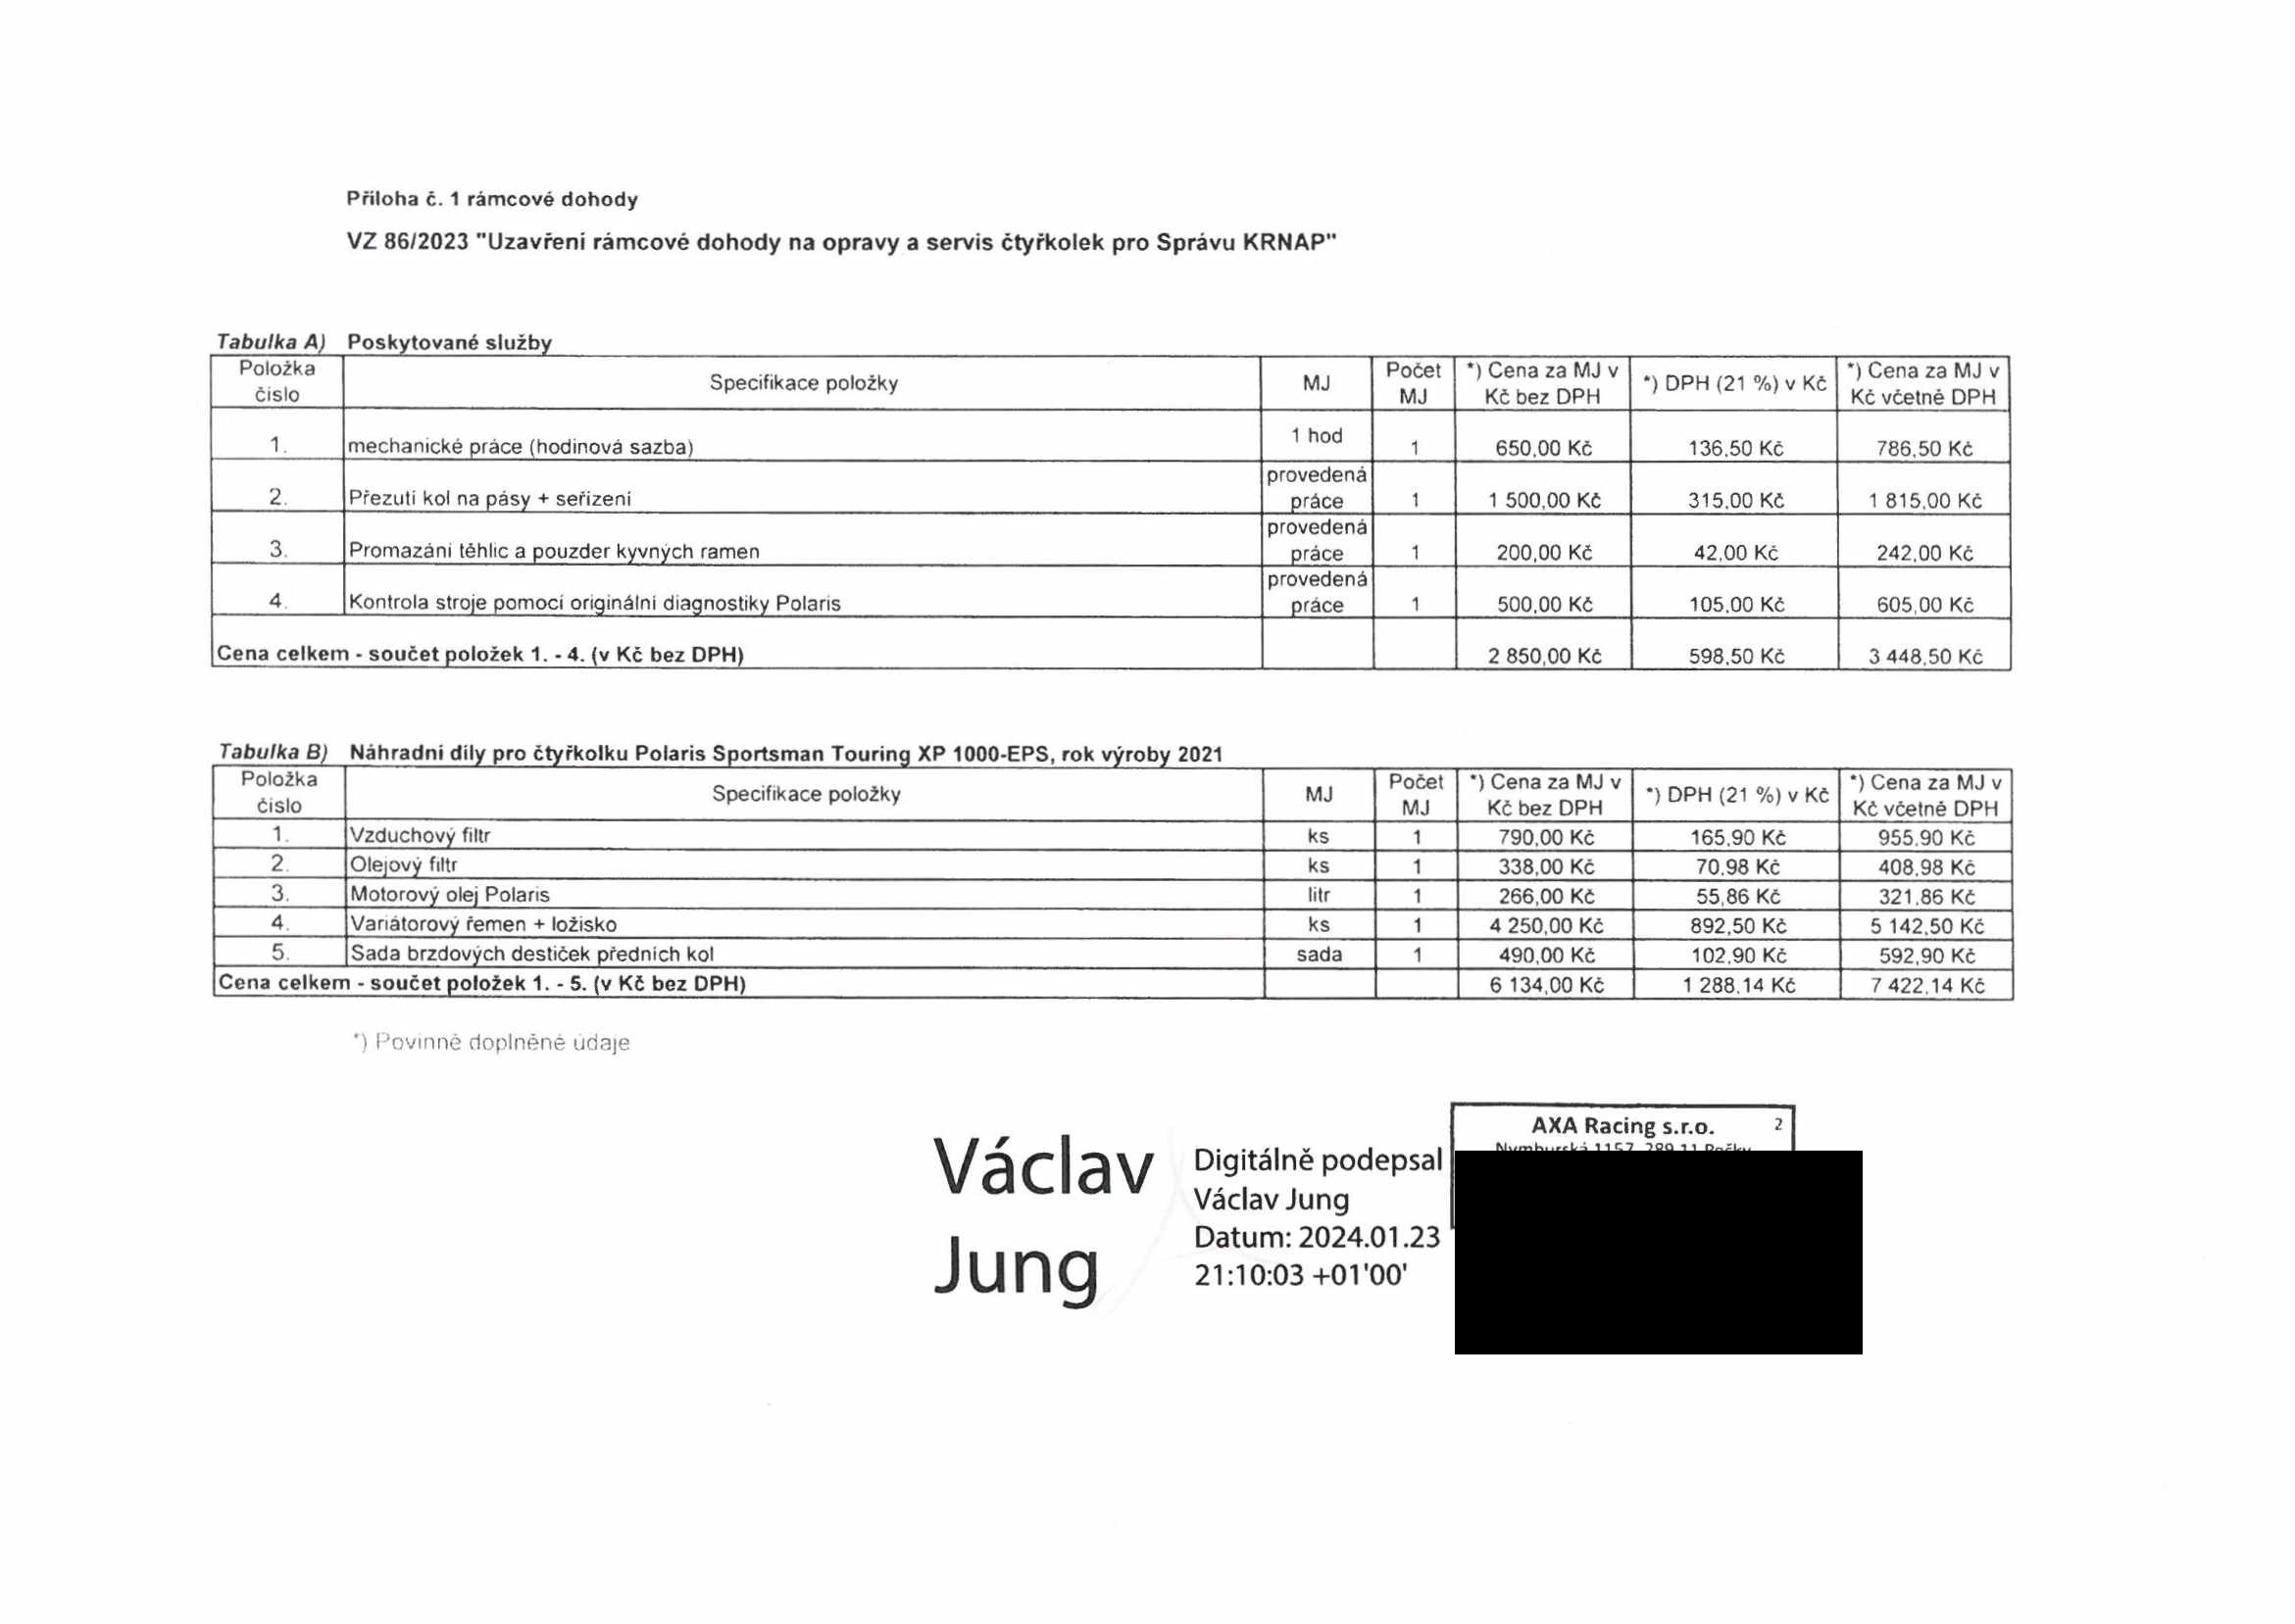 Příloha č. 1 rámcové dohody
VZ 86/2023 "Uzavření rámcové dohody na opravy a servis čtyřkolek pro Správu KRNAP"
Tabulka A) Poskytované služby
Položka číslo Specifikace položky MJ Počet MJ *) Cena za MJ v Kč bez DPH *) DPH (21 %) v Kč *) Cena za MJ v Kč včetně DPH
1. mechanické práce (hodinová sazba) 1 hod 1 650,00 Kč 136,50 Kč 786,50 Kč
2. Přezutí kol na pásy + seřízení provedená práce 1 1 500,00 Kč 315,00 Kč 1 815,00 Kč
3. Promazání těhlic a pouzder kyvných ramen provedená práce 1 200,00 Kč 42,00 Kč 242,00 Kč
4. Kontrola stroje pomocí originální diagnostiky Polaris provedená práce 1 500,00 Kč 105,00 Kč 605,00 Kč
Cena celkem - součet položek 1. - 4. (v Kč bez DPH) 2 850,00 Kč 598,50 Kč 3 448,50 Kč
Tabulka B) Náhradní díly pro čtyřkolku Polaris Sportsman Touring XP 1000-EPS, rok výroby 2021
Položka číslo Specifikace položky MJ Počet MJ *) Cena za MJ v Kč bez DPH *) DPH (21 %) v Kč *) Cena za MJ v Kč včetně DPH
1. Vzduchový filtr ks 1 790,00 Kč 165,90 Kč 955,90 Kč
2. Olejový filtr ks 1 338,00 Kč 70,98 Kč 408,98 Kč
3. Motorový olej Polaris litr 1 266,00 Kč 55,86 Kč 321,86 Kč
4. Variátorový řemen + ložisko ks 1 4 250,00 Kč 892,50 Kč 5 142,50 Kč
5. Sada brzdových destiček předních kol sada 1 490,00 Kč 102,90 Kč 592,90 Kč
Cena celkem - součet položek 1. - 5. (v Kč bez DPH) 6 134,00 Kč 1 288,14 Kč 7 422,14 Kč
*) Povinně doplněné údaje
AXA Racing s.r.o. 2
Václav
Jung
Digitálně podepsal
Václav Jung
Datum: 2024.01.23
21:10:03 +01'00'